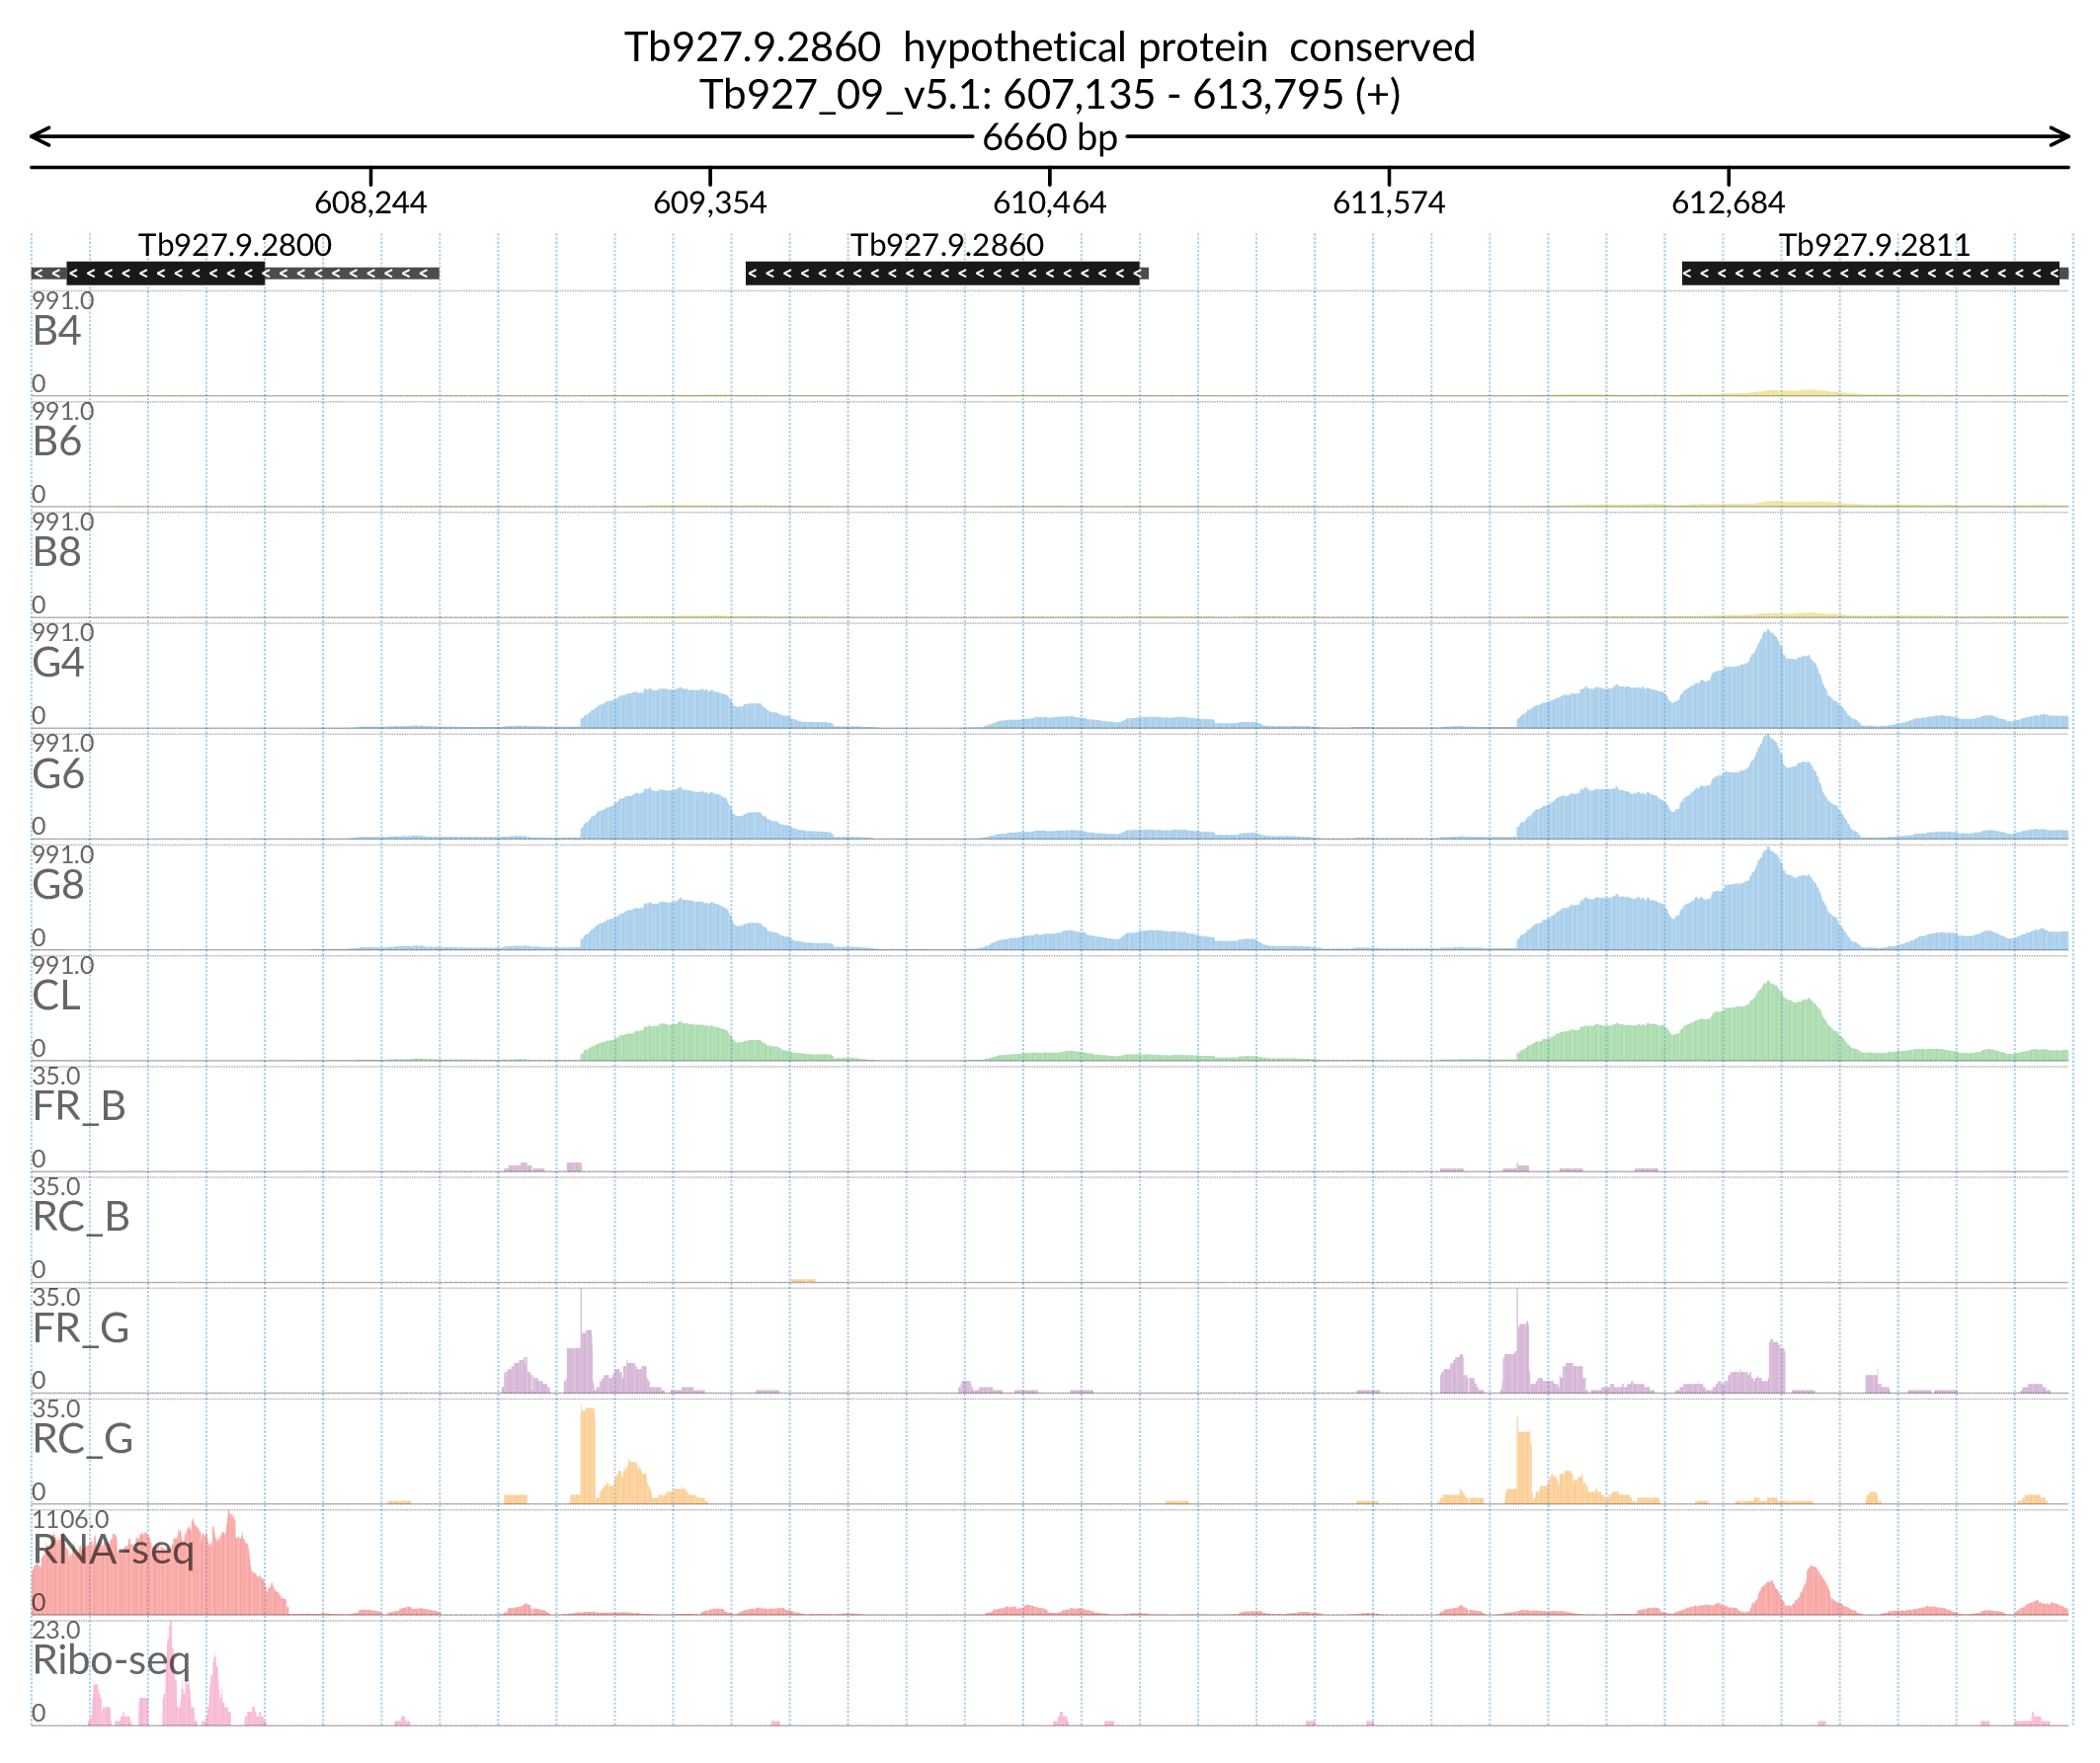 Tb927.9.2860 hypothetical protein conserved
Tb927_09_v5.1: 607,135 - 613,795 (+)
6660 bp
608,244 609,354 610,464 611,574 612,684
Tb927.9.2800 Tb927.9.2860 Tb927.9.2811
991.0
B4
0
991.0
B6
0
991.0
B8
0
991.0
G4
0
991.0
G6
0
991.0
G8
0
991.0
CL
0
35.0
FR_B
0
35.0
RC_B
0
35.0
FR_G
0
35.0
RC_G
0
1106.0
RNA-seq
0
23.0
Ribo-seq
0